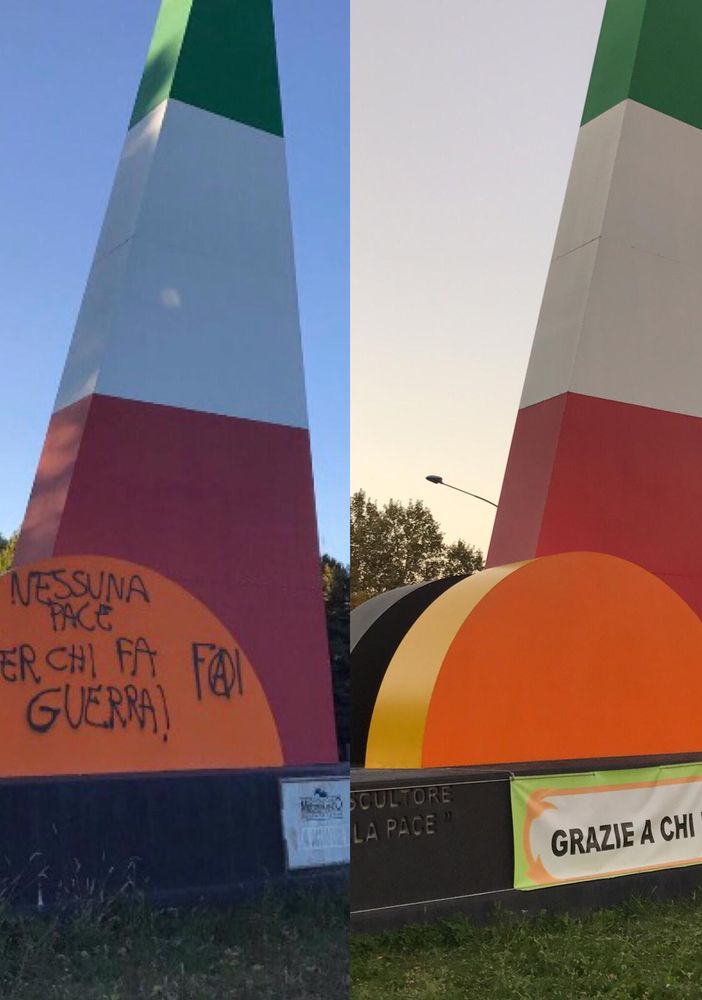 NESSUNA
PACE
ER CHI FA
GUERRA!
FAI
SCULTORE
LA PACE "
GRAZIE A CHI